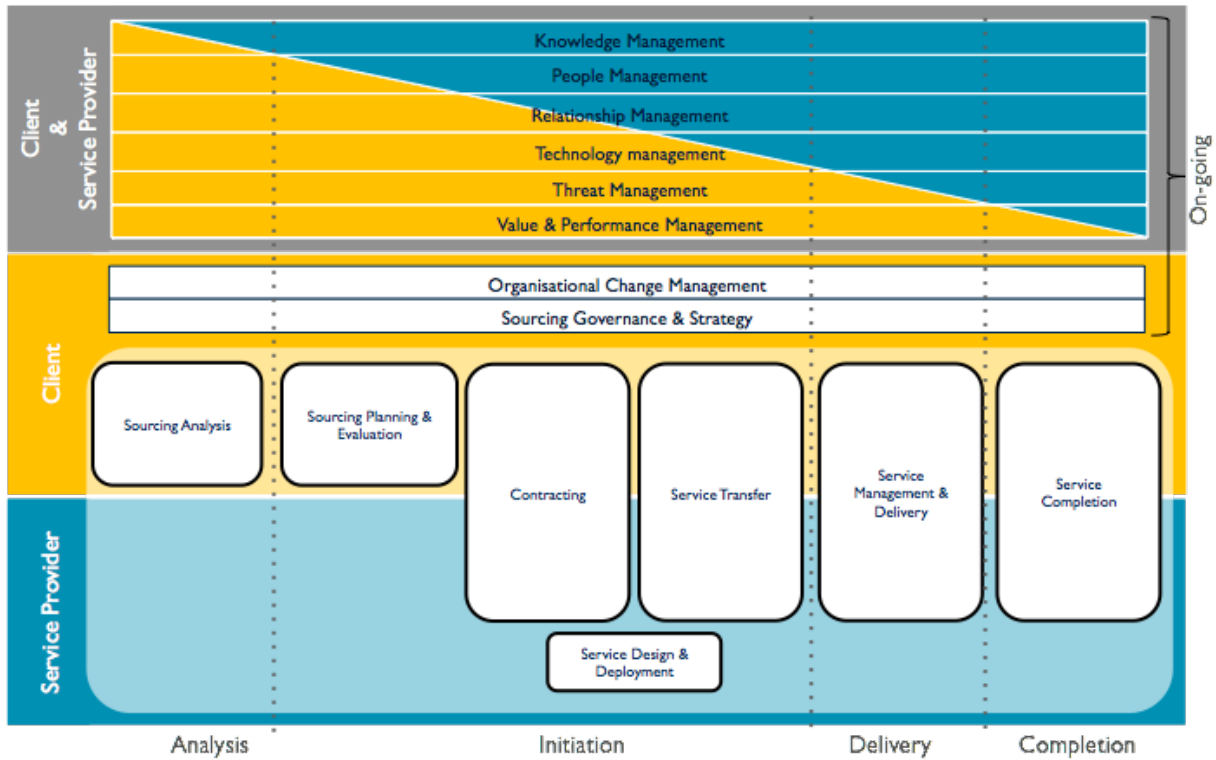 Client
&
Service Provider
Knowledge Management
People Management
Relationship Management
Technology management
Threat Management
Value & Performance Management
On-going
Client
Organisational Change Management
Sourcing Governance & Strategy
Sourcing Analysis
Sourcing Planning &
Evaluation
Contracting
Service Transfer
Service
Management &
Delivery
Service
Completion
Service Provider
Service Design &
Deployment
Analysis
Initiation
Delivery
Completion